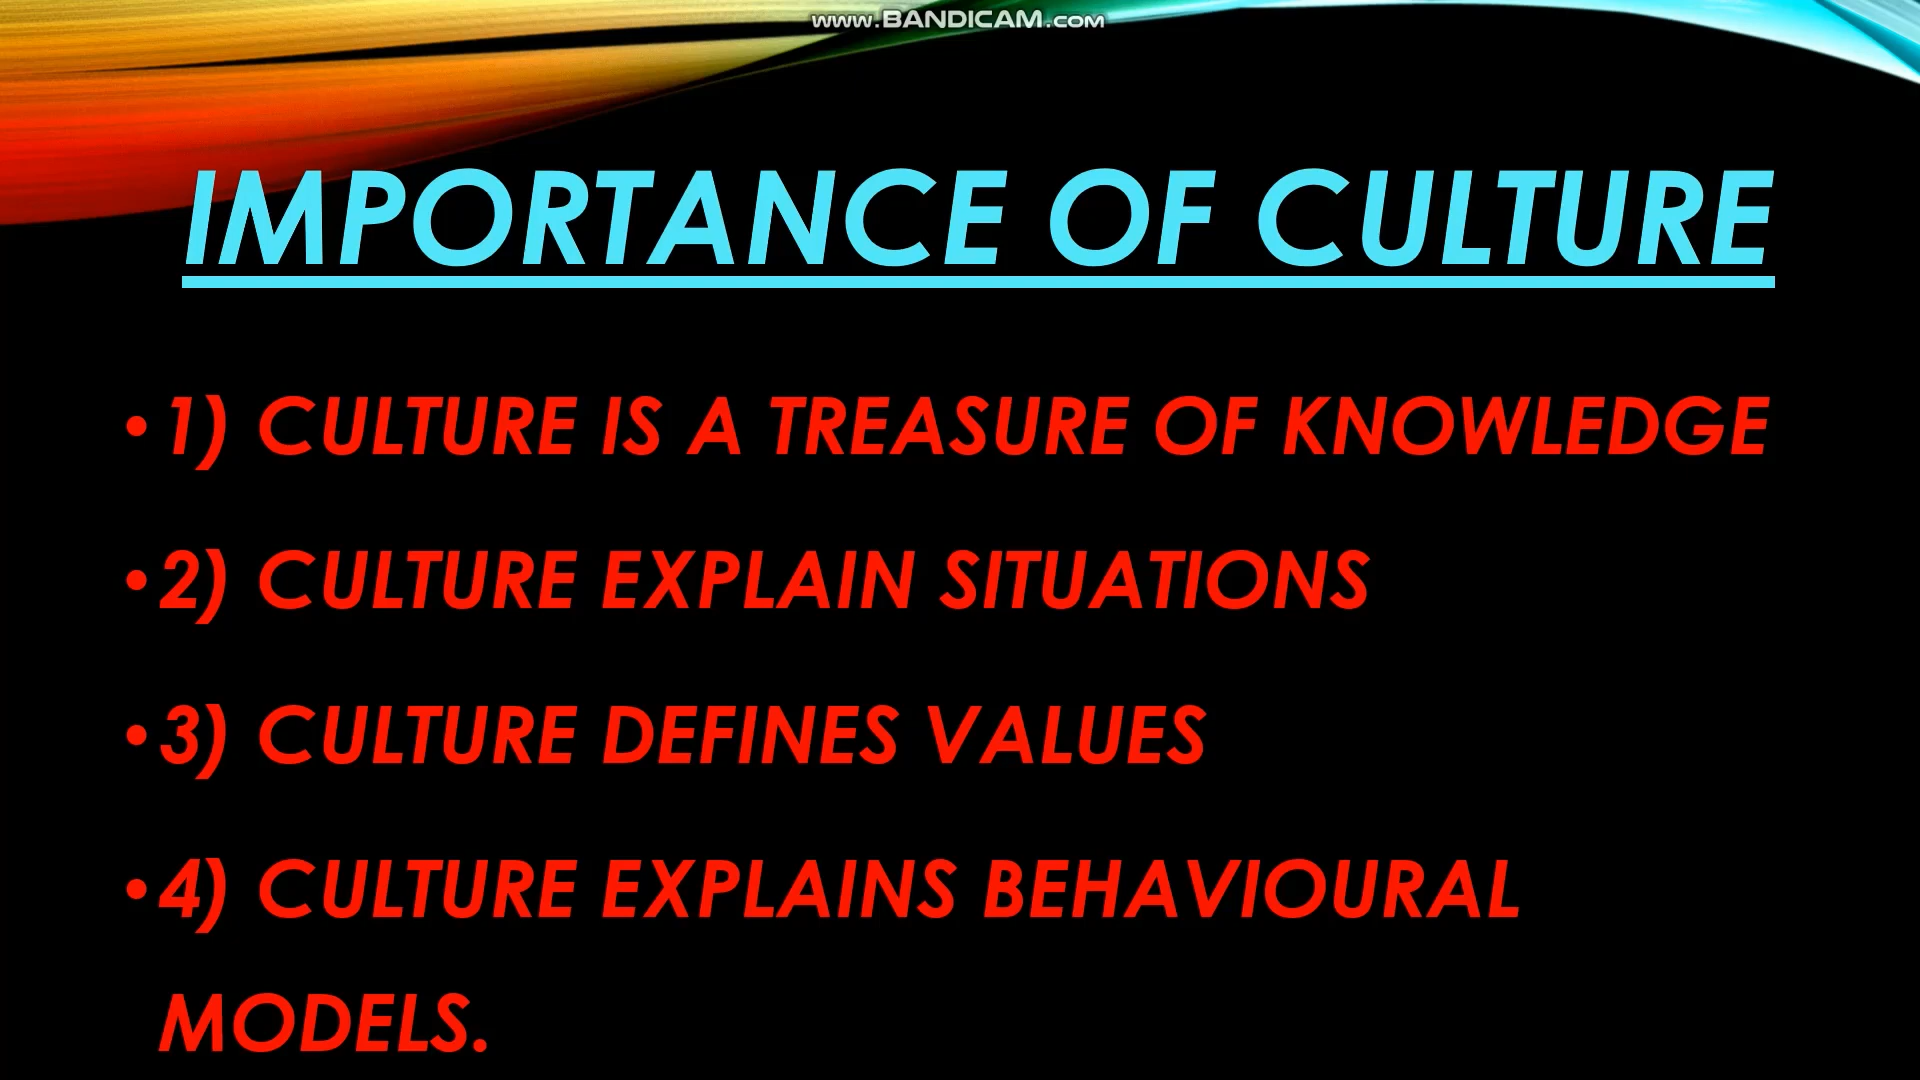 www.BANDICAM.com
IMPORTANCE OF CULTURE
• 1) CULTURE IS A TREASURE OF KNOWLEDGE
• 2) CULTURE EXPLAIN SITUATIONS
• 3) CULTURE DEFINES VALUES
• 4) CULTURE EXPLAINS BEHAVIOURAL
MODELS.